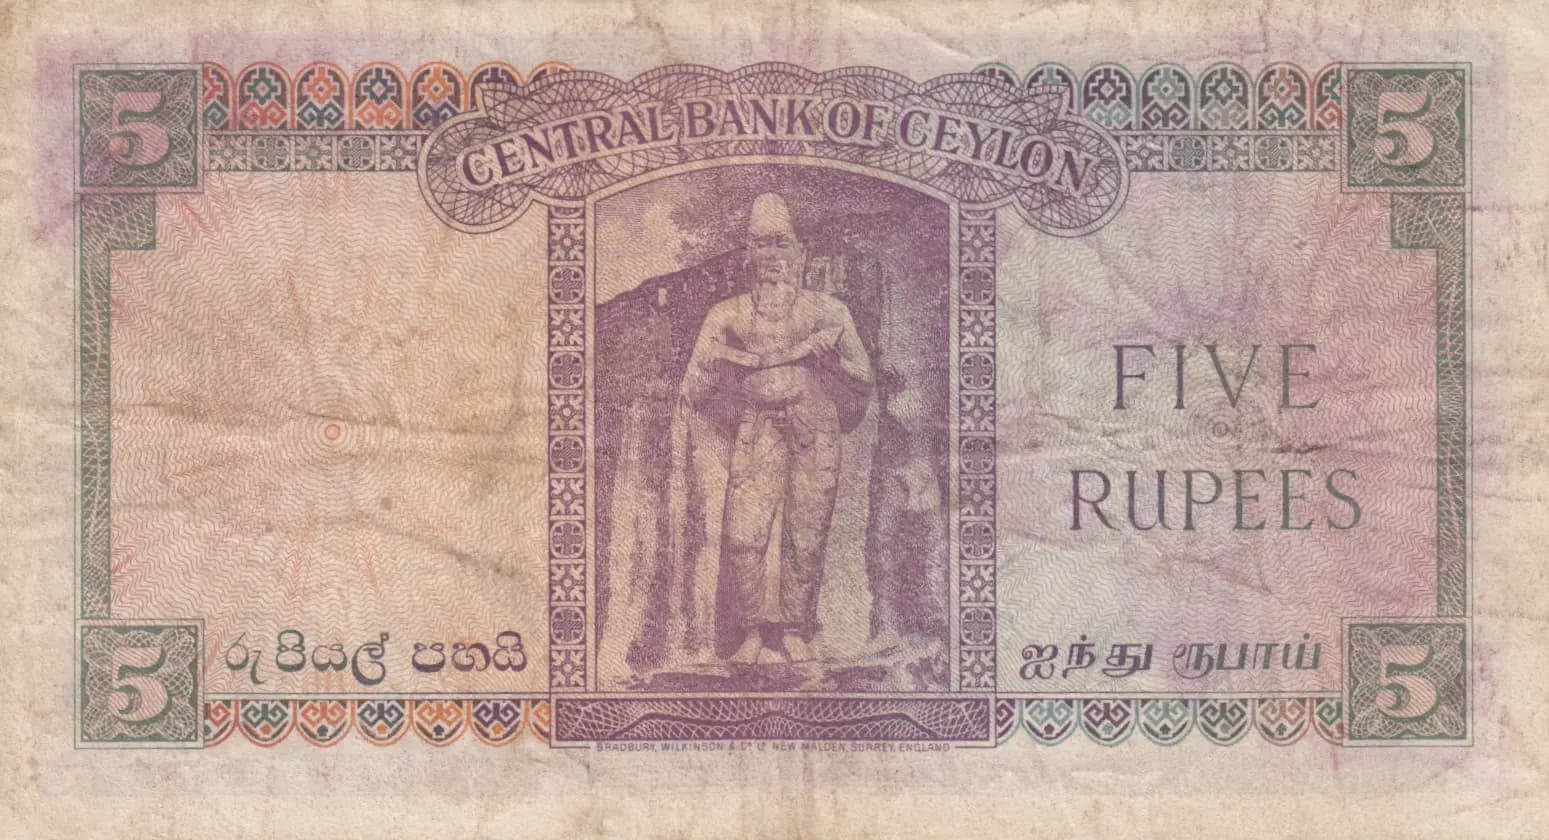 5
CENTRAL BANK OF CEYLON
5
FIVE
RUPEES
රුපියල් පහයි
ஐந்து ரூபாய்
5
5
BRADBURY, WILKINSON & Cº Lᵈ NEW MALDEN, SURREY, ENGLAND